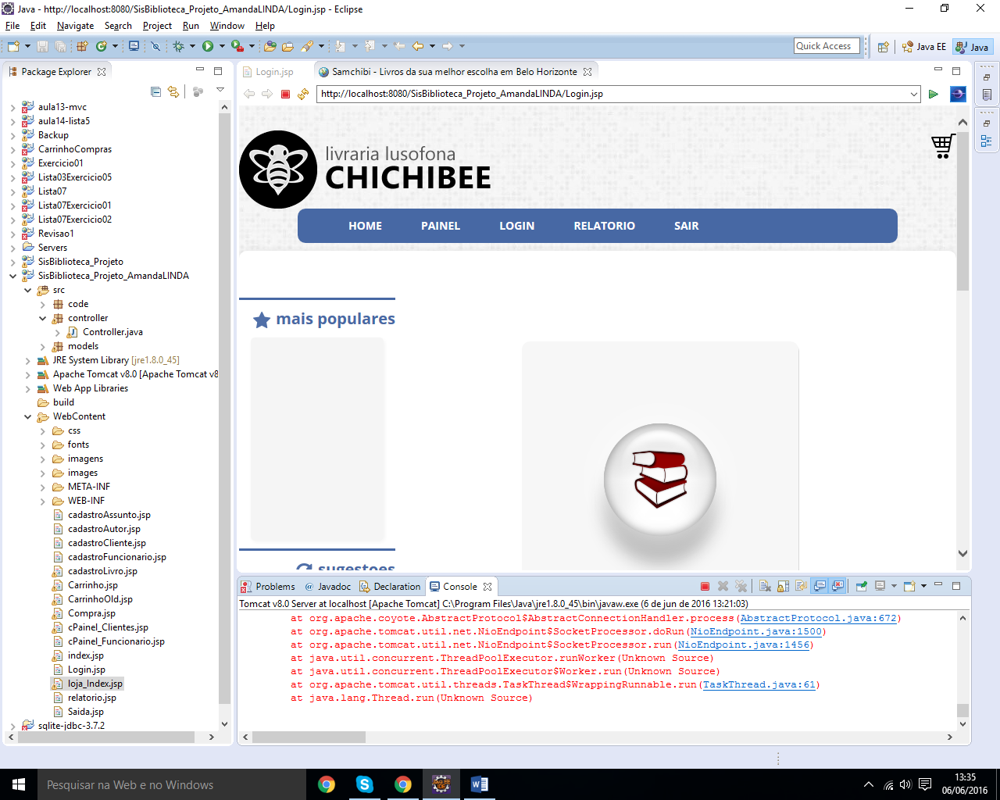 Java - http://localhost:8080/SisBiblioteca_Projeto_AmandaLINDA/Login.jsp - Eclipse
File Edit Navigate Search Project Run Window Help
Quick Access
Java EE
Java
Package Explorer
aula13-mvc
aula14-lista5
Backup
CarrinhoCompras
Exercicio01
Lista03Exercicio05
Lista07
Lista07Exercicio01
Lista07Exercicio02
Revisao1
Servers
SisBiblioteca_Projeto
SisBiblioteca_Projeto_AmandaLINDA
src
code
controller
Controller.java
models
JRE System Library [jre1.8.0_45]
Apache Tomcat v8.0 [Apache Tomcat v8
Web App Libraries
build
WebContent
css
fonts
imagens
images
META-INF
WEB-INF
cadastroAssunto.jsp
cadastroAutor.jsp
cadastroCliente.jsp
cadastroFuncionario.jsp
cadastroLivro.jsp
Carrinho.jsp
CarrinhoOld.jsp
Compra.jsp
cPainel_Clientes.jsp
cPainel_Funcionario.jsp
index.jsp
Login.jsp
loja_Index.jsp
relatorio.jsp
Saida.jsp
sqlite-jdbc-3.7.2
Login.jsp
Samchibi - Livros da sua melhor escolha em Belo Horizonte
http://localhost:8080/SisBiblioteca_Projeto_AmandaLINDA/Login.jsp
livraria lusofona
CHICHIBEE
HOME PAINEL LOGIN RELATORIO SAIR
mais populares
sugestoes
Problems @ Javadoc Declaration Console
Tomcat v8.0 Server at localhost [Apache Tomcat] C:\Program Files\Java\jre1.8.0_45\bin\javaw.exe (6 de jun de 2016 13:21:03)
at org.apache.coyote.AbstractProtocol$AbstractConnectionHandler.process(AbstractProtocol.java:672)
at org.apache.tomcat.util.net.NioEndpoint$SocketProcessor.doRun(NioEndpoint.java:1500)
at org.apache.tomcat.util.net.NioEndpoint$SocketProcessor.run(NioEndpoint.java:1456)
at java.util.concurrent.ThreadPoolExecutor.runWorker(Unknown Source)
at java.util.concurrent.ThreadPoolExecutor$Worker.run(Unknown Source)
at org.apache.tomcat.util.threads.TaskThread$WrappingRunnable.run(TaskThread.java:61)
at java.lang.Thread.run(Unknown Source)
Pesquisar na Web e no Windows
13:35
06/06/2016